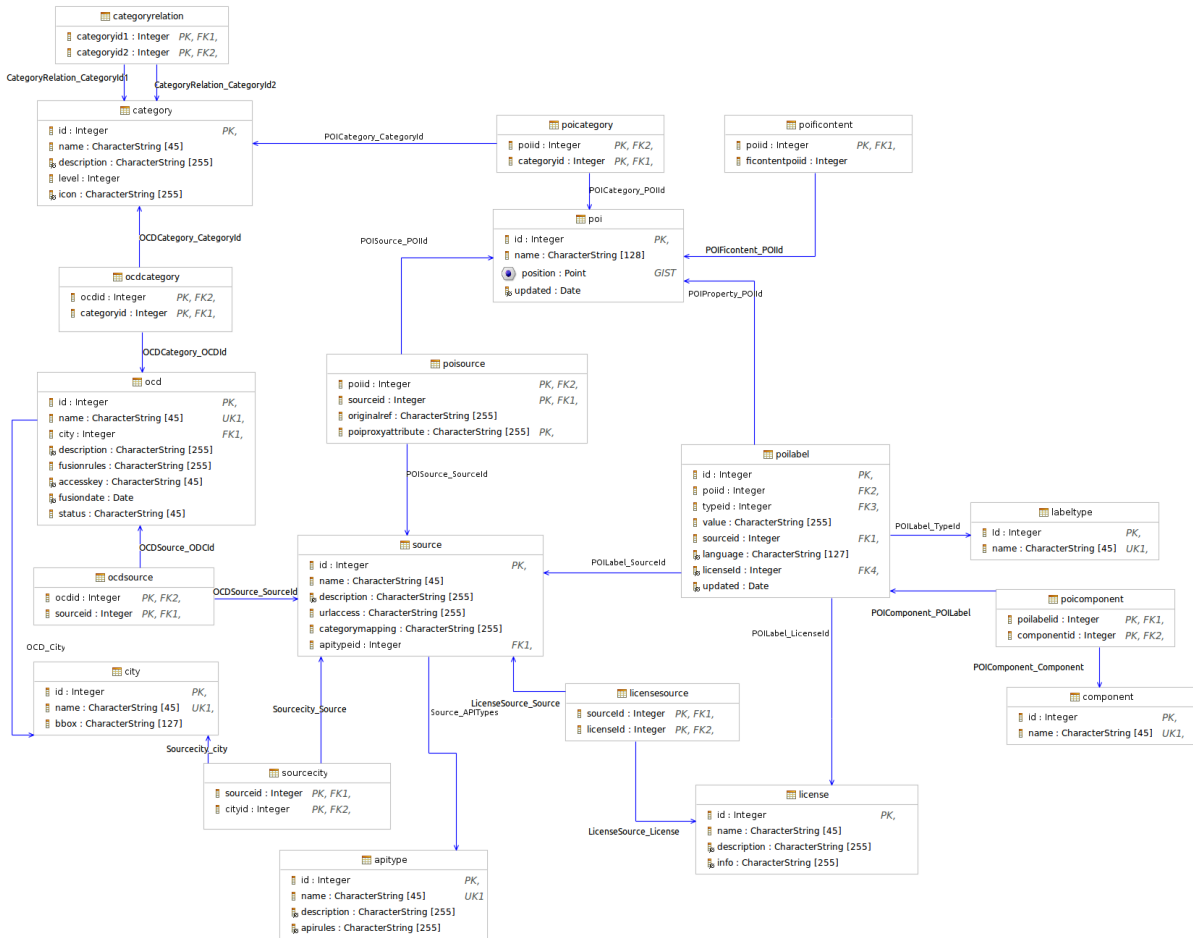 categoryrelation
categoryid1 : Integer PK, FK1,
categoryid2 : Integer PK, FK2,
CategoryRelation_CategoryId1
CategoryRelation_CategoryId2
category
id : Integer PK,
name : CharacterString [45]
description : CharacterString [255]
level : Integer
icon : CharacterString [255]
POICategory_CategoryId
poicategory
poiid : Integer PK, FK2,
categoryid : Integer PK, FK1,
poificontent
poiid : Integer PK, FK1,
ficontentpoiid : Integer
POICategory_POIId
poi
id : Integer PK,
name : CharacterString [128]
position : Point GIST
updated : Date
POISource_POIId
POIFicontent_POIId
POIProperty_POIId
OCDCategory_CategoryId
ocdcategory
ocdid : Integer PK, FK2,
categoryid : Integer PK, FK1,
OCDCategory_OCDId
ocd
id : Integer PK,
name : CharacterString [45] UK1,
city : Integer FK1,
description : CharacterString [255]
fusionrules : CharacterString [255]
accesskey : CharacterString [45]
fusiondate : Date
status : CharacterString [45]
poisource
poiid : Integer PK, FK2,
sourceid : Integer PK, FK1,
originalref : CharacterString [255]
poiproxyattribute : CharacterString [255] PK,
POISource_SourceId
poilabel
id : Integer PK,
poiid : Integer FK2,
typeid : Integer FK3,
value : CharacterString [255]
sourceid : Integer FK1,
language : CharacterString [127]
licenseId : Integer FK4,
updated : Date
POILabel_TypeId
labeltype
Id : Integer PK,
name : CharacterString [45] UK1,
OCDSource_ODCId
ocdsource
ocdid : Integer PK, FK2,
sourceid : Integer PK, FK1,
OCDSource_SourceId
source
id : Integer PK,
name : CharacterString [45]
description : CharacterString [255]
urlaccess : CharacterString [255]
categorymapping : CharacterString [255]
apitypeid : Integer FK1,
POILabel_SourceId
POIComponent_POILabel
poicomponent
poilabelid : Integer PK, FK1,
componentid : Integer PK, FK2,
POILabel_LicenseId
POIComponent_Component
component
id : Integer PK,
name : CharacterString [45] UK1,
OCD_City
city
id : Integer PK,
name : CharacterString [45] UK1,
bbox : CharacterString [127]
Sourcecity_city
Sourcecity_Source
Source_APITypes
LicenseSource_Source
licensesource
sourceId : Integer PK, FK1,
licenseId : Integer PK, FK2,
sourcecity
sourceid : Integer PK, FK1,
cityid : Integer PK, FK2,
LicenseSource_License
license
id : Integer PK,
name : CharacterString [45]
description : CharacterString [255]
info : CharacterString [255]
apitype
id : Integer PK,
name : CharacterString [45] UK1
description : CharacterString [255]
apirules : CharacterString [255]